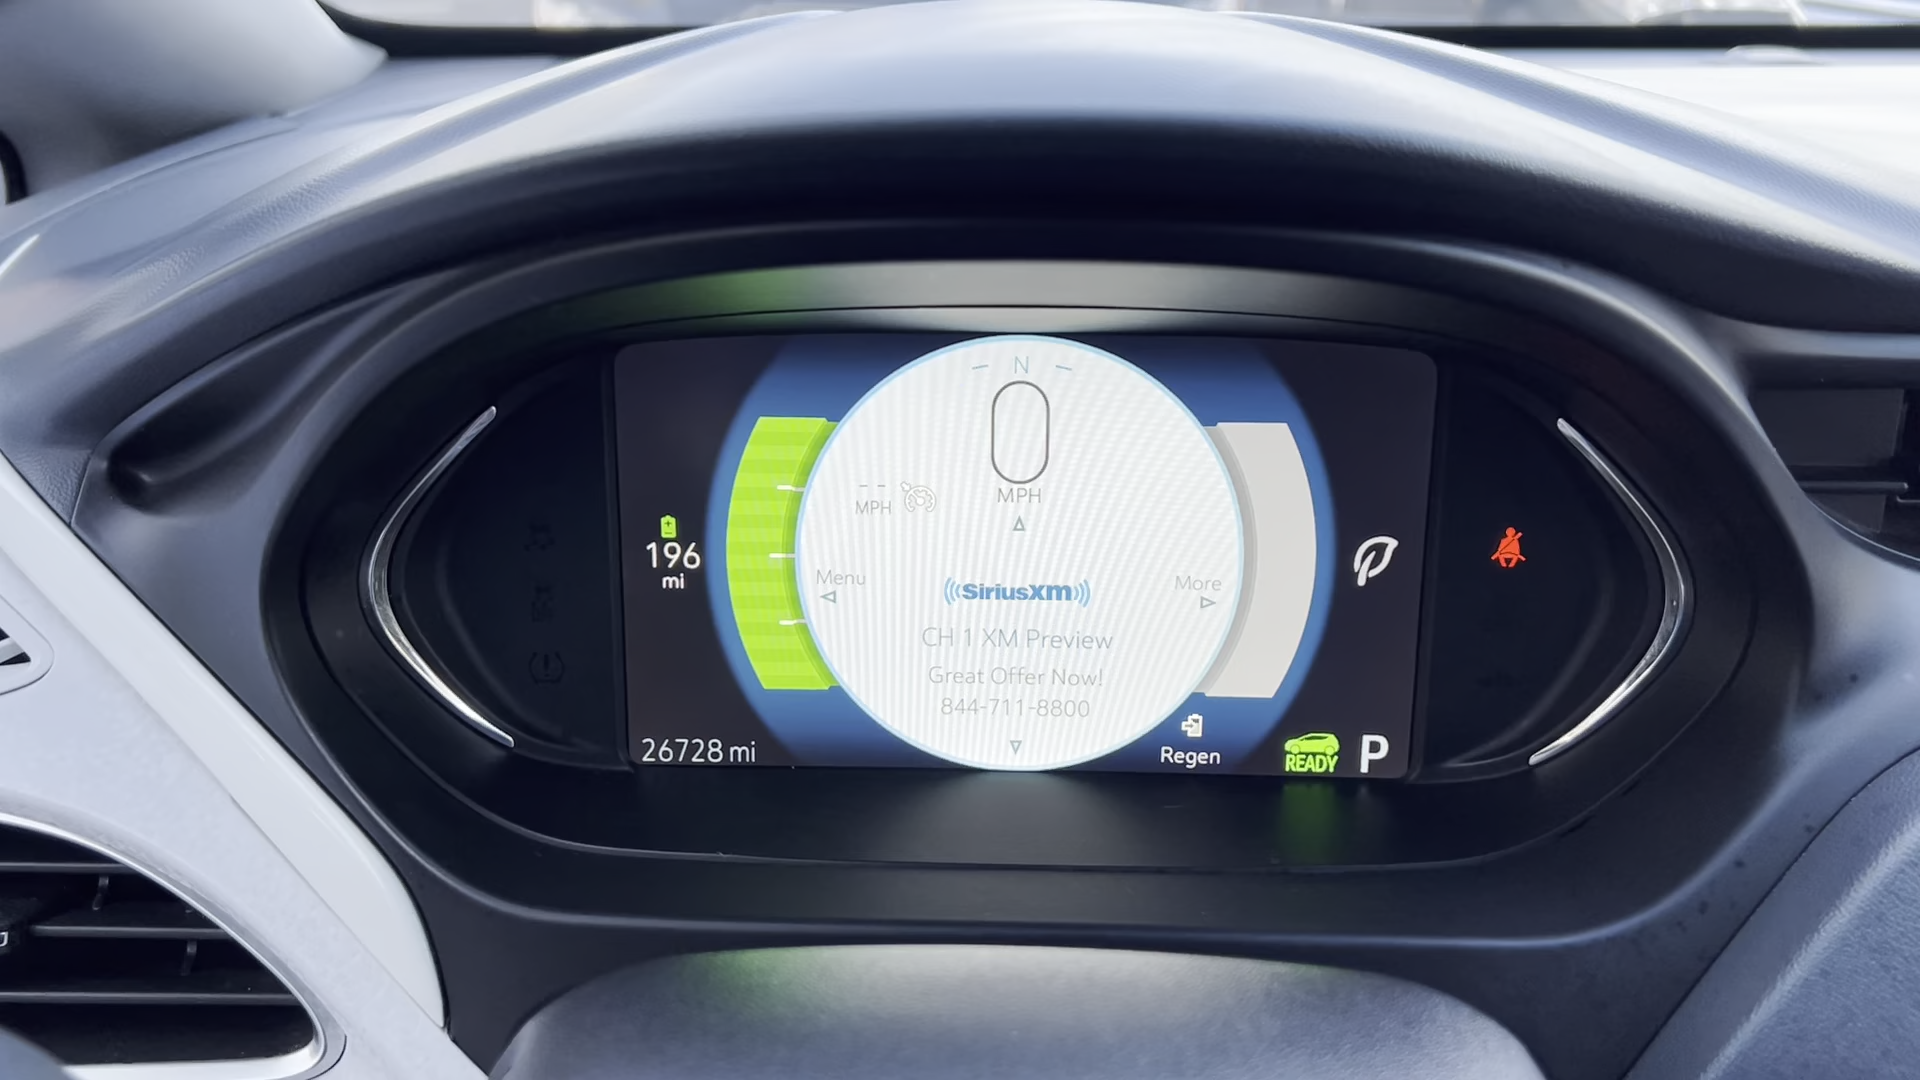 N
0
MPH
-- MPH
196
mi
Menu
More
SiriusXM
CH 1 XM Preview
Great Offer Now!
844-711-8800
26728 mi
Regen
READY
P